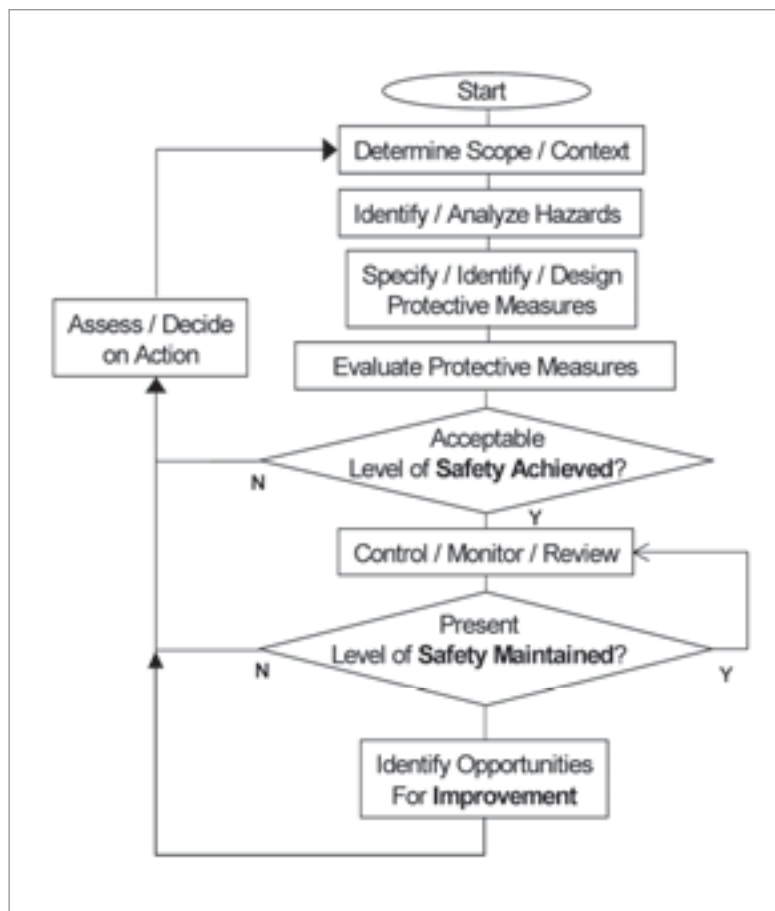 Start
Determine Scope / Context
Identify / Analyze Hazards
Specify / Identify / Design
Protective Measures
Assess / Decide
on Action
Evaluate Protective Measures
Acceptable
Level of Safety Achieved?
N
Y
Control / Monitor / Review
Present
Level of Safety Maintained?
N
Y
Identify Opportunities
For Improvement